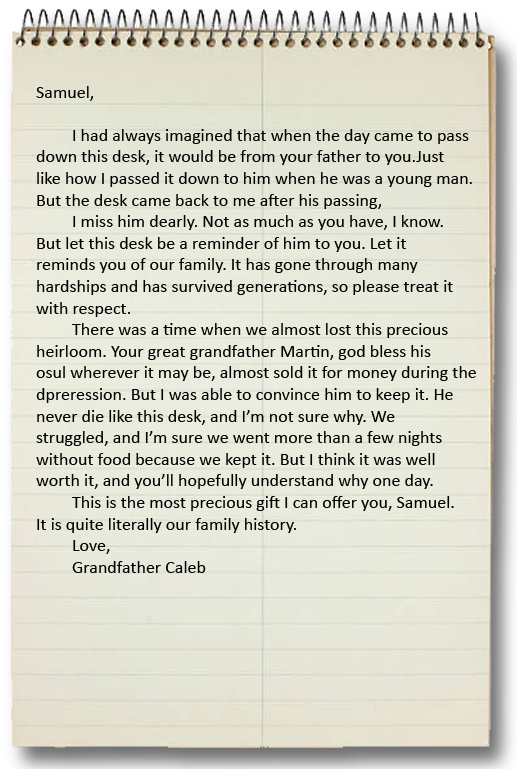 Samuel,
I had always imagined that when the day came to pass
down this desk, it would be from your father to you.Just
like how I passed it down to him when he was a young man.
But the desk came back to me after his passing,
I miss him dearly. Not as much as you have, I know.
But let this desk be a reminder of him to you. Let it
reminds you of our family. It has gone through many
hardships and has survived generations, so please treat it
with respect.
There was a time when we almost lost this precious
heirloom. Your great grandfather Martin, god bless his
osul wherever it may be, almost sold it for money during the
dpreression. But I was able to convince him to keep it. He
never die like this desk, and I’m not sure why. We
struggled, and I’m sure we went more than a few nights
without food because we kept it. But I think it was well
worth it, and you’ll hopefully understand why one day.
This is the most precious gift I can offer you, Samuel.
It is quite literally our family history.
Love,
Grandfather Caleb